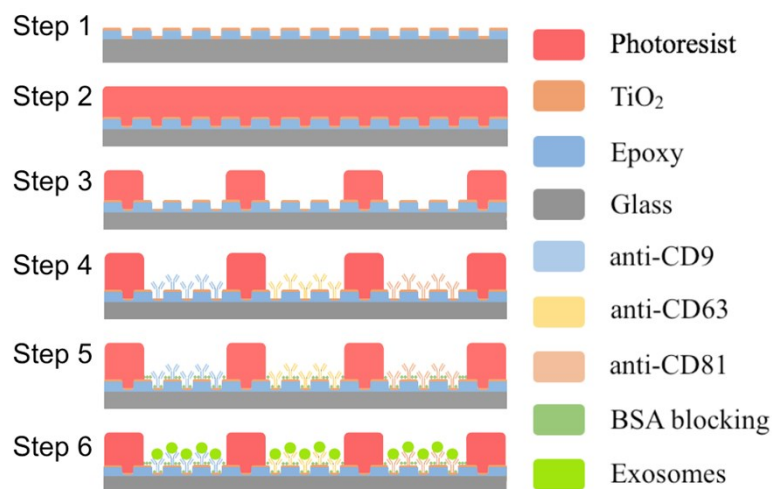 Step 1
Step 2
Step 3
Step 4
Step 5
Step 6
Photoresist
TiO₂
Epoxy
Glass
anti-CD9
anti-CD63
anti-CD81
BSA blocking
Exosomes